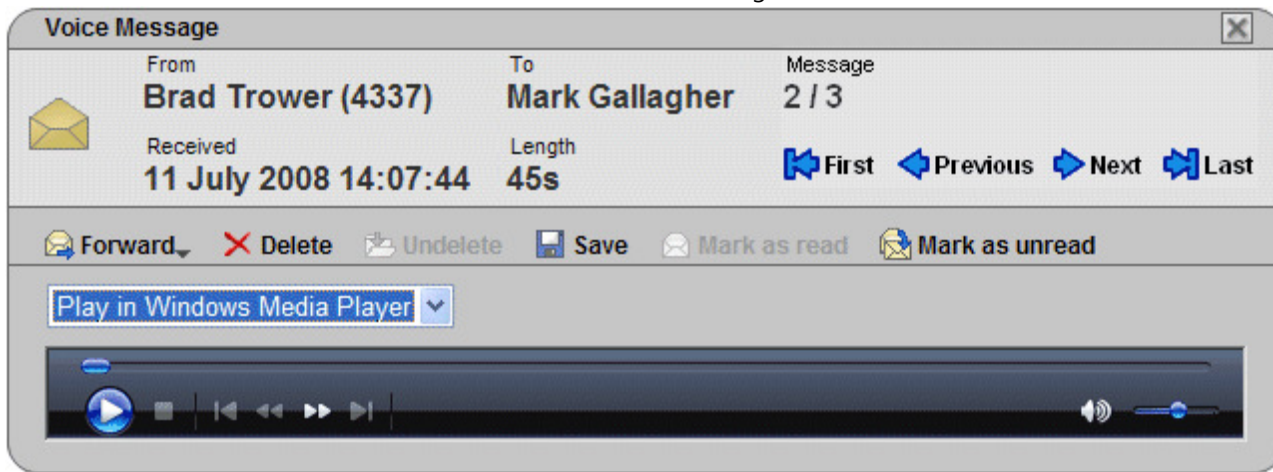 Voice Message
From To Message
Brad Trower (4337) Mark Gallagher 2 / 3
Received Length
11 July 2008 14:07:44 45s
First Previous Next Last
Forward Delete Undelete Save Mark as read Mark as unread
Play in Windows Media Player